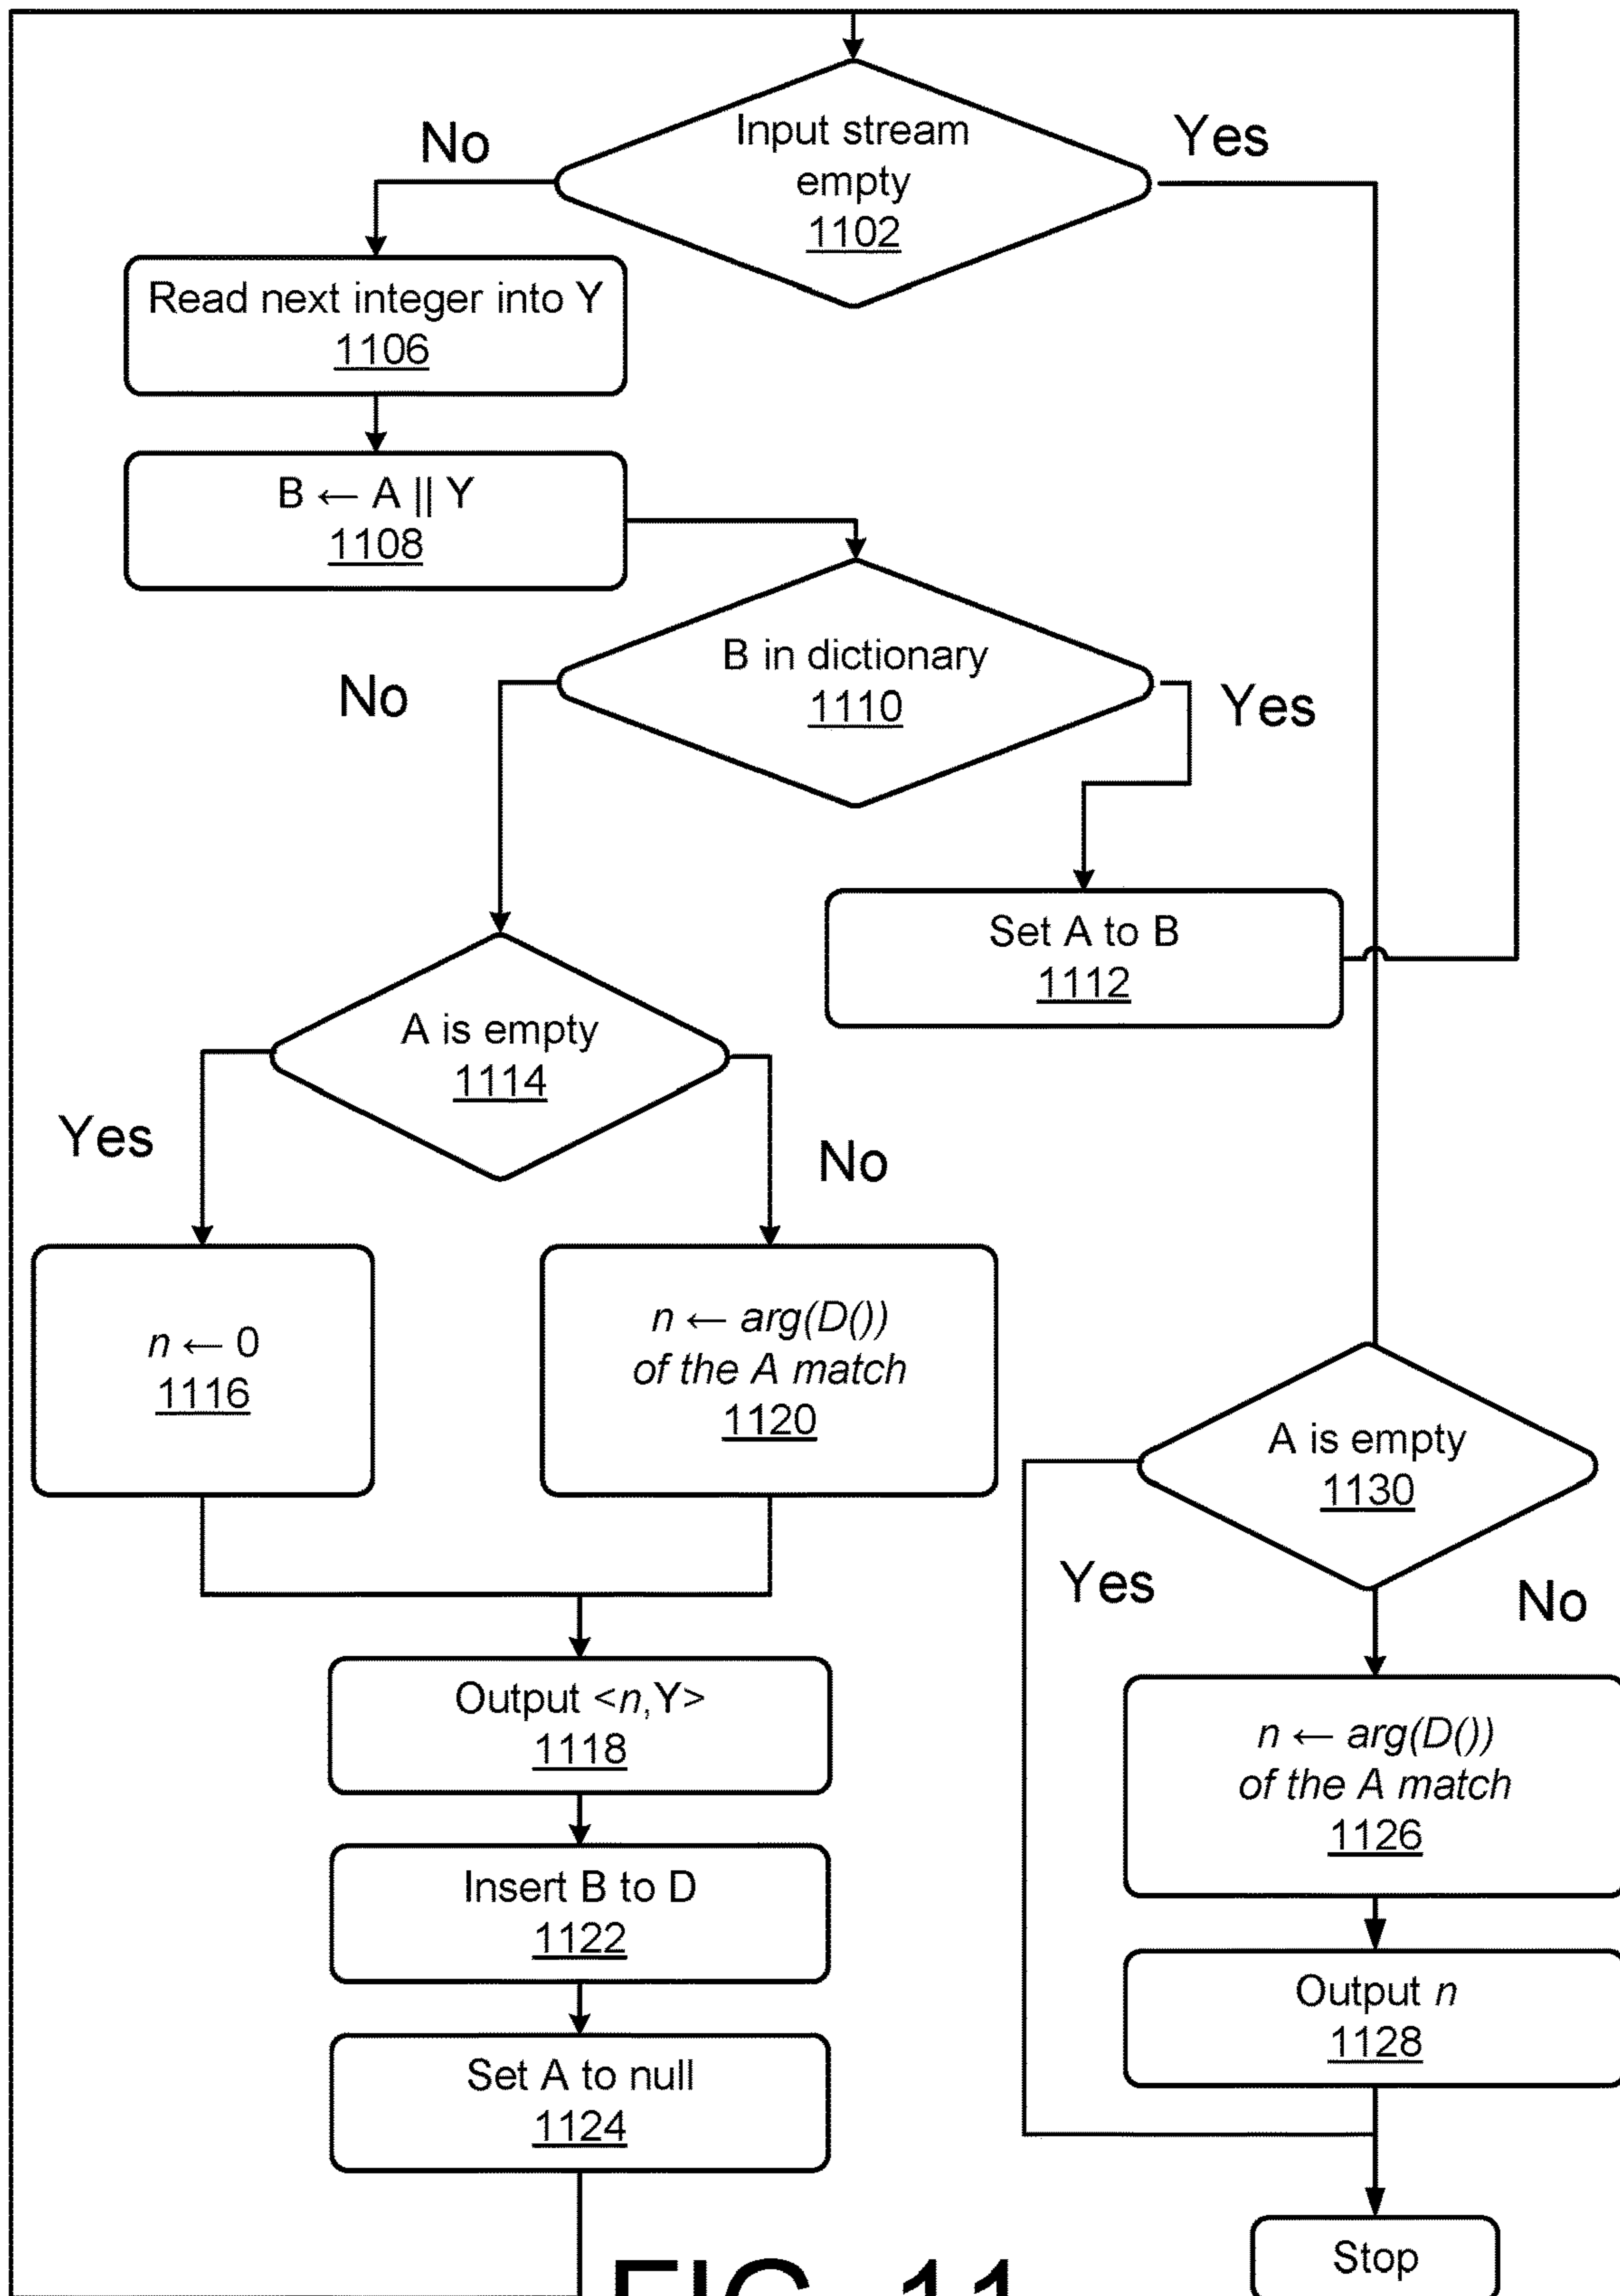 Input stream
empty
1102
No
Yes
Read next integer into Y
1106
B ← A || Y
1108
B in dictionary
1110
No
Yes
Set A to B
1112
A is empty
1114
Yes
No
n ← 0
1116
n ← arg(D())
of the A match
1120
A is empty
1130
Yes
No
Output <n,Y>
1118
n ← arg(D())
of the A match
1126
Insert B to D
1122
Output n
1128
Set A to null
1124
Stop
FIG. 11